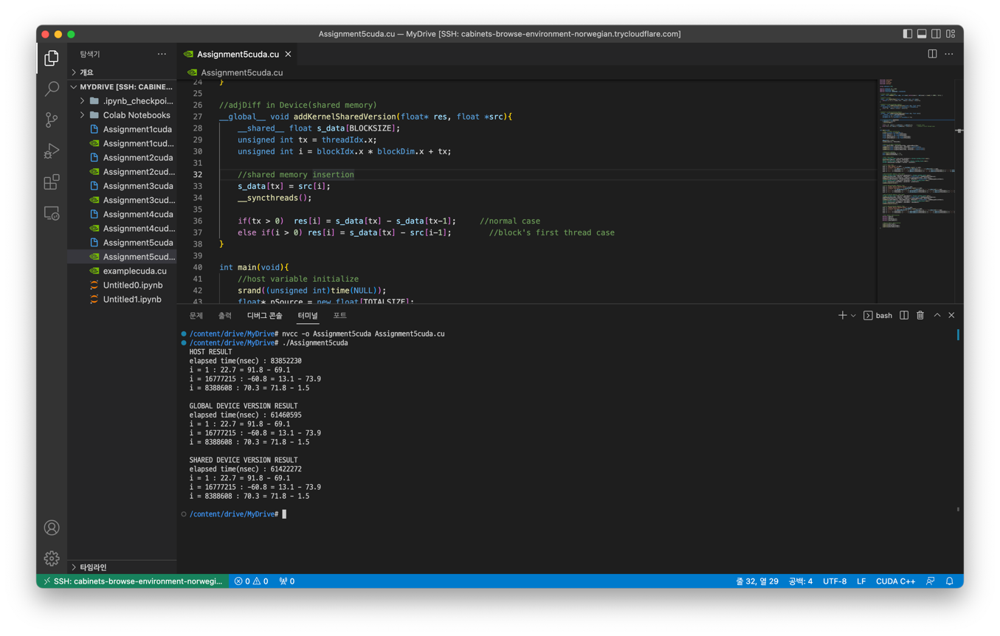 Assignment5cuda.cu — MyDrive [SSH: cabinets-browse-environment-norwegian.trycloudflare.com]
탐색기
개요
MYDRIVE [SSH: CABINE...
.ipynb_checkpoi...
Colab Notebooks
Assignment1cuda
Assignment1cud...
Assignment2cuda
Assignment2cud...
Assignment3cuda
Assignment3cud...
Assignment4cuda
Assignment4cud...
Assignment5cuda
Assignment5cud...
examplecuda.cu
Untitled0.ipynb
Untitled1.ipynb
타임라인
Assignment5cuda.cu
Assignment5cuda.cu
24 }
25
26 //adjDiff in Device(shared memory)
27 __global__ void addKernelSharedVersion(float* res, float *src){
28 __shared__ float s_data[BLOCKSIZE];
29 unsigned int tx = threadIdx.x;
30 unsigned int i = blockIdx.x * blockDim.x + tx;
31
32 //shared memory insertion
33 s_data[tx] = src[i];
34 __syncthreads();
35
36 if(tx > 0) res[i] = s_data[tx] - s_data[tx-1]; //normal case
37 else if(i > 0) res[i] = s_data[tx] - src[i-1]; //block's first thread case
38 }
39
40 int main(void){
41 //host variable initialize
42 srand((unsigned int)time(NULL));
43 float* pSource = new float[TOTALSIZE];
문제 출력 디버그 콘솔 터미널 포트
bash
/content/drive/MyDrive# nvcc -o Assignment5cuda Assignment5cuda.cu
/content/drive/MyDrive# ./Assignment5cuda
HOST RESULT
elapsed time(nsec) : 83852230
i = 1 : 22.7 = 91.8 - 69.1
i = 16777215 : -60.8 = 13.1 - 73.9
i = 8388608 : 70.3 = 71.8 - 1.5
GLOBAL DEVICE VERSION RESULT
elapsed time(nsec) : 61460595
i = 1 : 22.7 = 91.8 - 69.1
i = 16777215 : -60.8 = 13.1 - 73.9
i = 8388608 : 70.3 = 71.8 - 1.5
SHARED DEVICE VERSION RESULT
elapsed time(nsec) : 61422272
i = 1 : 22.7 = 91.8 - 69.1
i = 16777215 : -60.8 = 13.1 - 73.9
i = 8388608 : 70.3 = 71.8 - 1.5
/content/drive/MyDrive#
SSH: cabinets-browse-environment-norwegi... 0 0 0 줄 32, 열 29 공백: 4 UTF-8 LF CUDA C++